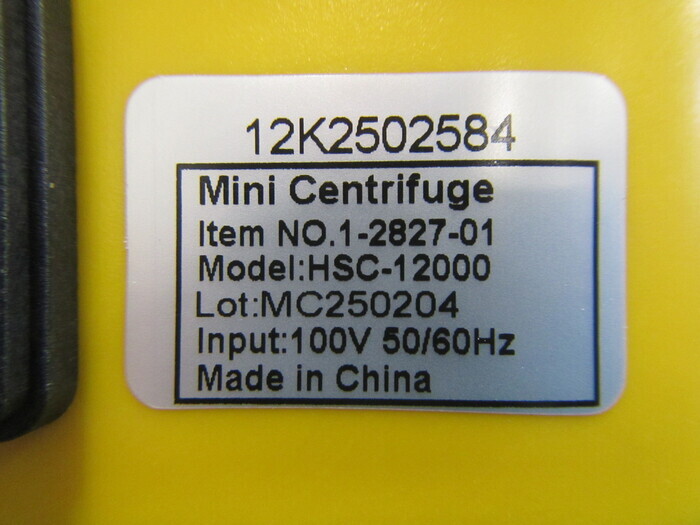 12K2502584
Mini Centrifuge
Item NO.1-2827-01
Model:HSC-12000
Lot:MC250204
Input:100V 50/60Hz
Made in China